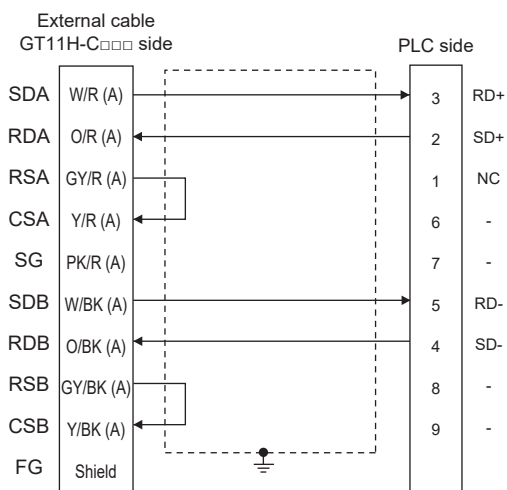 External cable
GT11H-C□□□ side
PLC side
SDA W/R (A) 3 RD+
RDA O/R (A) 2 SD+
RSA GY/R (A) 1 NC
CSA Y/R (A) 6 -
SG PK/R (A) 7 -
SDB W/BK (A) 5 RD-
RDB O/BK (A) 4 SD-
RSB GY/BK (A) 8 -
CSB Y/BK (A) 9 -
FG Shield